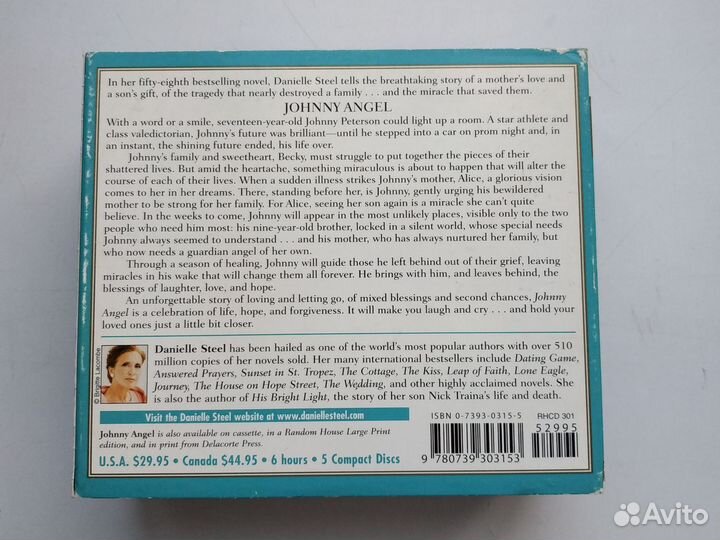 In her fifty-eighth bestselling novel, Danielle Steel tells the breathtaking story of a mother's love and
a son's gift, of the tragedy that nearly destroyed a family . . . and the miracle that saved them.
JOHNNY ANGEL
With a word or a smile, seventeen-year-old Johnny Peterson could light up a room. A star athlete and
class valedictorian, Johnny's future was brilliant—until he stepped into a car on prom night and, in
an instant, the shining future ended, his life over.
Johnny's family and sweetheart, Becky, must struggle to put together the pieces of their
shattered lives. But amid the heartache, something miraculous is about to happen that will alter the
course of each of their lives. When a sudden illness strikes Johnny's mother, Alice, a glorious vision
comes to her in her dreams. There, standing before her, is Johnny, gently urging his bewildered
mother to be strong for her family. For Alice, seeing her son again is a miracle she can't quite
believe. In the weeks to come, Johnny will appear in the most unlikely places, visible only to the two
people who need him most: his nine-year-old brother, locked in a silent world, whose special needs
Johnny always seemed to understand . . . and his mother, who has always nurtured her family, but
who now needs a guardian angel of her own.
Through a season of healing, Johnny will guide those he left behind out of their grief, leaving
miracles in his wake that will change them all forever. He brings with him, and leaves behind, the
blessings of laughter, love, and hope.
An unforgettable story of loving and letting go, of mixed blessings and second chances, Johnny
Angel is a celebration of life, hope, and forgiveness. It will make you laugh and cry . . . and hold your
loved ones just a little bit closer.
© Brigitte Lacombe
Danielle Steel has been hailed as one of the world's most popular authors with over 510
million copies of her novels sold. Her many international bestsellers include Dating Game,
Answered Prayers, Sunset in St. Tropez, The Cottage, The Kiss, Leap of Faith, Lone Eagle,
Journey, The House on Hope Street, The Wedding, and other highly acclaimed novels. She
is also the author of His Bright Light, the story of her son Nick Traina's life and death.
Visit the Danielle Steel website at www.daniellesteel.com
Johnny Angel is also available on cassette, in a Random House Large Print
edition, and in print from Delacorte Press.
U.S.A. $29.95 • Canada $44.95 • 6 hours • 5 Compact Discs
ISBN 0-7393-0315-5 RHCD 301
52995
9 780739 303153
Avito